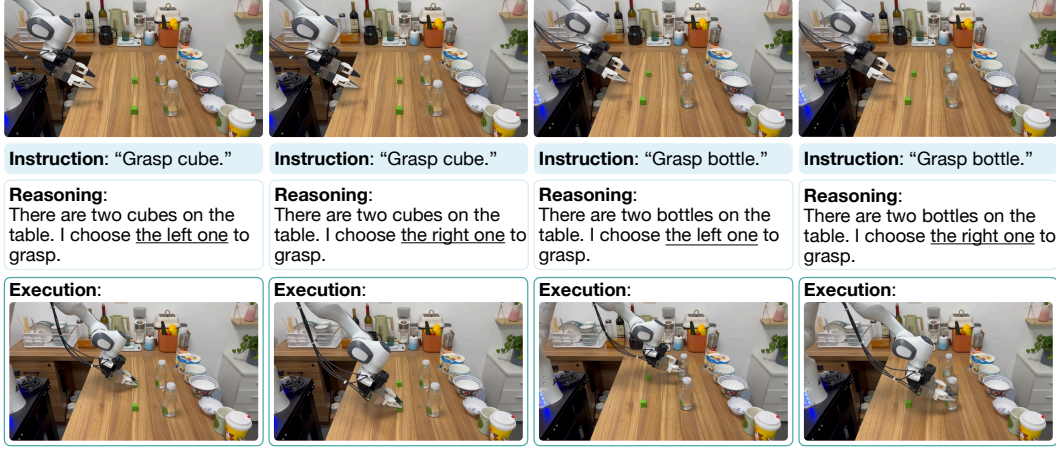 Instruction: “Grasp cube.”
Reasoning:
There are two cubes on the
table. I choose the left one to
grasp.
Execution:
Instruction: “Grasp cube.”
Reasoning:
There are two cubes on the
table. I choose the right one to
grasp.
Execution:
Instruction: “Grasp bottle.”
Reasoning:
There are two bottles on the
table. I choose the left one to
grasp.
Execution:
Instruction: “Grasp bottle.”
Reasoning:
There are two bottles on the
table. I choose the right one to
grasp.
Execution: